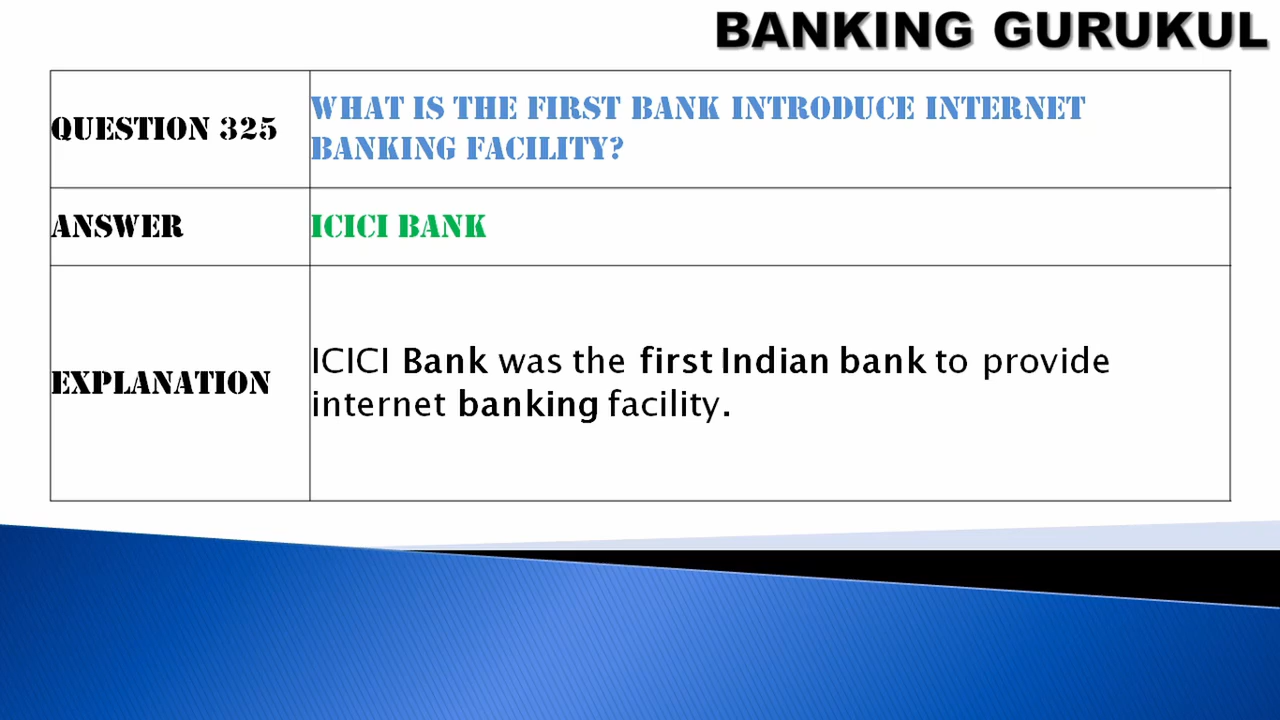 BANKING GURUKUL
QUESTION 325
WHAT IS THE FIRST BANK INTRODUCE INTERNET
BANKING FACILITY?
ANSWER
ICICI BANK
EXPLANATION
ICICI Bank was the first Indian bank to provide
internet banking facility.